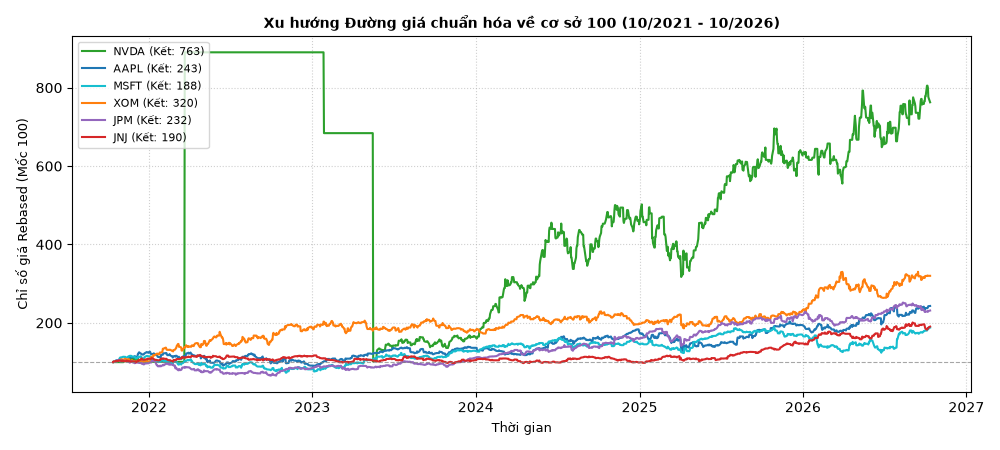 Xu hướng Đường giá chuẩn hóa về cơ sở 100 (10/2021 - 10/2026)
NVDA (Kết: 763)
AAPL (Kết: 243)
MSFT (Kết: 188)
XOM (Kết: 320)
JPM (Kết: 232)
JNJ (Kết: 190)
Chỉ số giá Rebased (Mốc 100)
800
600
400
200
2022
2023
2024
2025
2026
2027
Thời gian